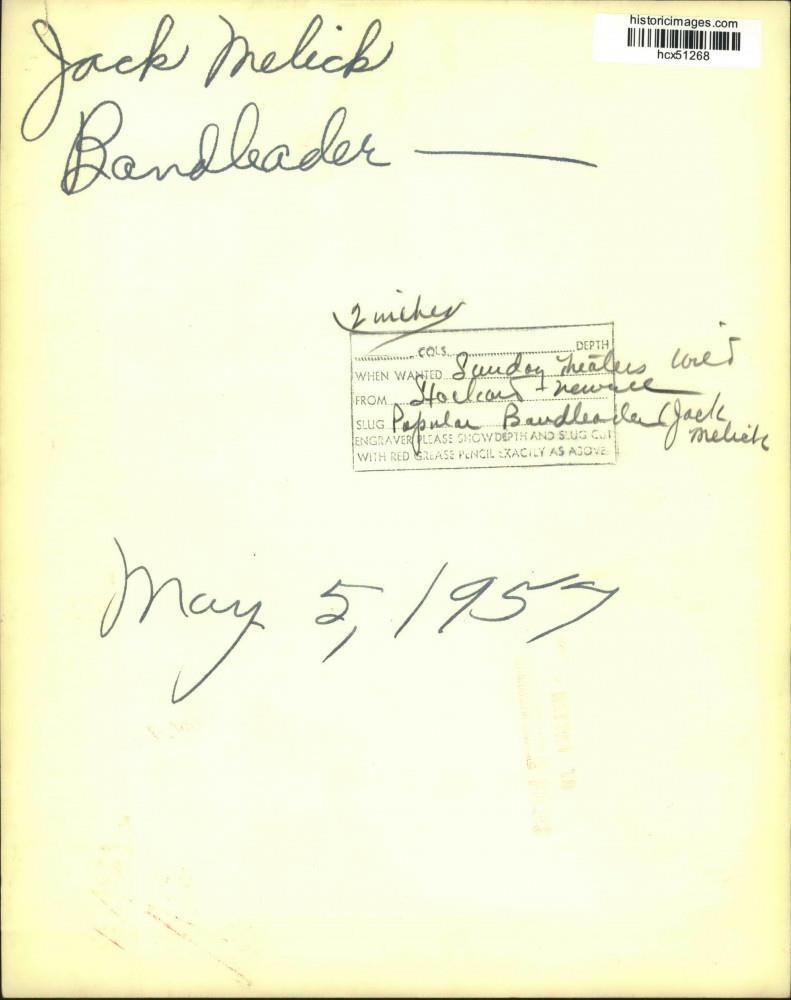 historicimages.com
hcx51268
Jack Melick
Bandleader —
2 inches
COLS. DEPTH
WHEN WANTED Sunday Theaters Wed
FROM
SLUG Popular Bandleader (Jack Melick
ENGRAVER PLEASE SHOW DEPTH AND SLUG CUT
WITH RED GREASE PENCIL EXACTLY AS ABOVE
May 5, 1957